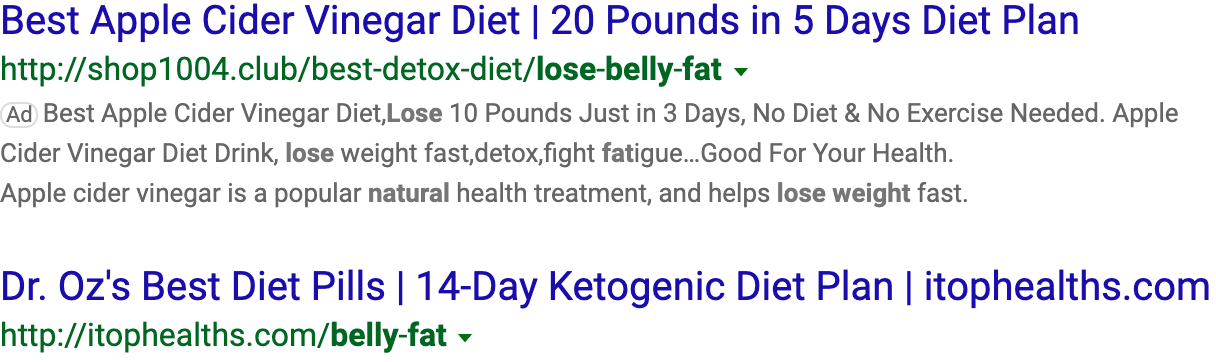 Best Apple Cider Vinegar Diet | 20 Pounds in 5 Days Diet Plan
http://shop1004.club/best-detox-diet/lose-belly-fat
Ad Best Apple Cider Vinegar Diet,Lose 10 Pounds Just in 3 Days, No Diet & No Exercise Needed. Apple
Cider Vinegar Diet Drink, lose weight fast,detox,fight fatigue...Good For Your Health.
Apple cider vinegar is a popular natural health treatment, and helps lose weight fast.
Dr. Oz's Best Diet Pills | 14-Day Ketogenic Diet Plan | itophealths.com
http://itophealths.com/belly-fat